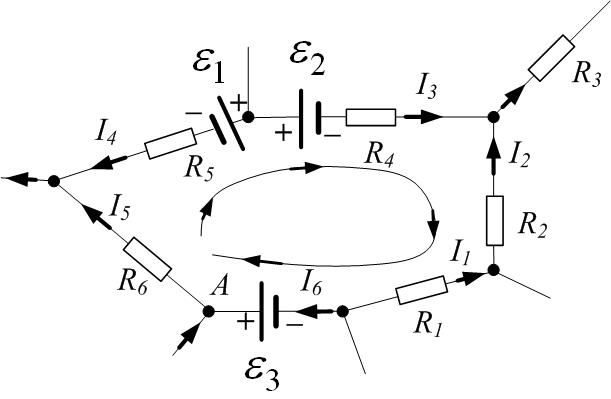 ε1
ε2
R3
− +
+ −
I3
I4
R5
R4
I2
I5
R2
R6
A
I6
I1
+ −
R1
ε3